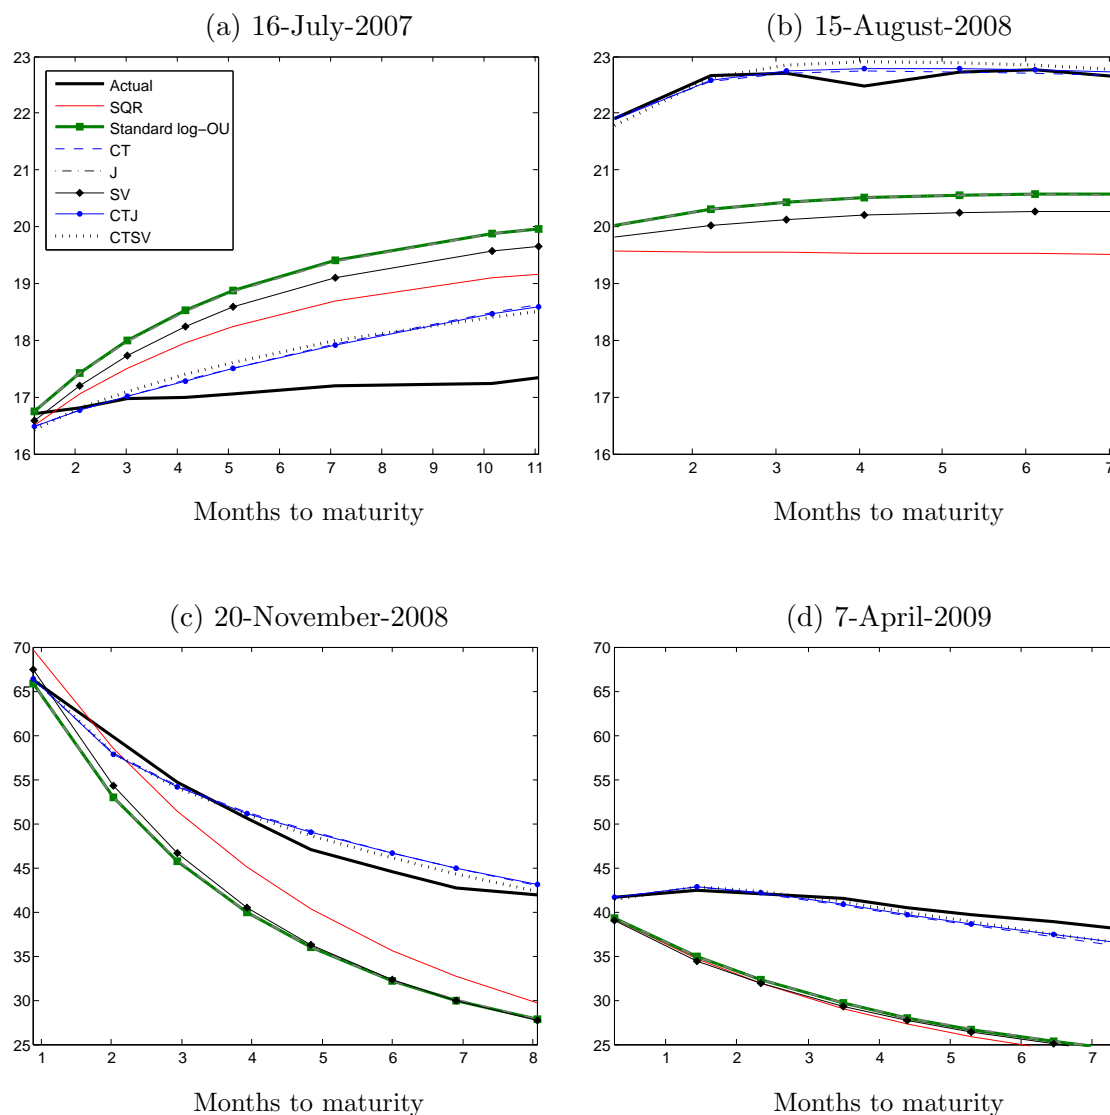 (a) 16-July-2007
23
22
21
20
19
18
17
16
Actual
SQR
Standard log-OU
CT
J
SV
CTJ
CTSV
2 3 4 5 6 7 8 9 10 11
Months to maturity
(b) 15-August-2008
23
22
21
20
19
18
17
16
2 3 4 5 6 7
Months to maturity
(c) 20-November-2008
70
65
60
55
50
45
40
35
30
25
1 2 3 4 5 6 7 8
Months to maturity
(d) 7-April-2009
70
65
60
55
50
45
40
35
30
25
1 2 3 4 5 6 7
Months to maturity